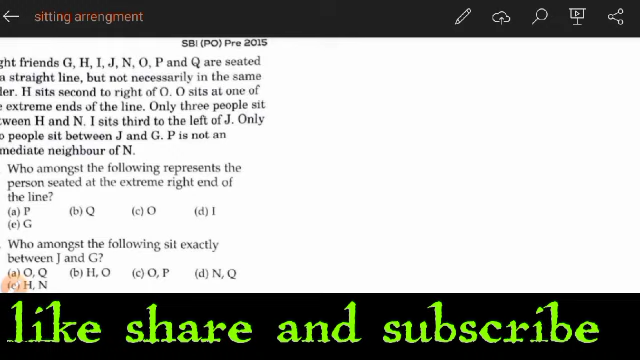 sitting arrengment
SBI (PO) Pre 2015
ght friends G, H, I, J, N, O, P and Q are seated
a straight line, but not necessarily in the same
der. H sits second to right of O. O sits at one of
e extreme ends of the line. Only three people sit
tween H and N. I sits third to the left of J. Only
o people sit between J and G. P is not an
mediate neighbour of N.
Who amongst the following represents the
person seated at the extreme right end of
the line?
(a) P (b) Q (c) O (d) I
(e) G
Who amongst the following sit exactly
between J and G?
(a) O, Q (b) H, O (c) O, P (d) N, Q
(e) H, N
like share and subscribe